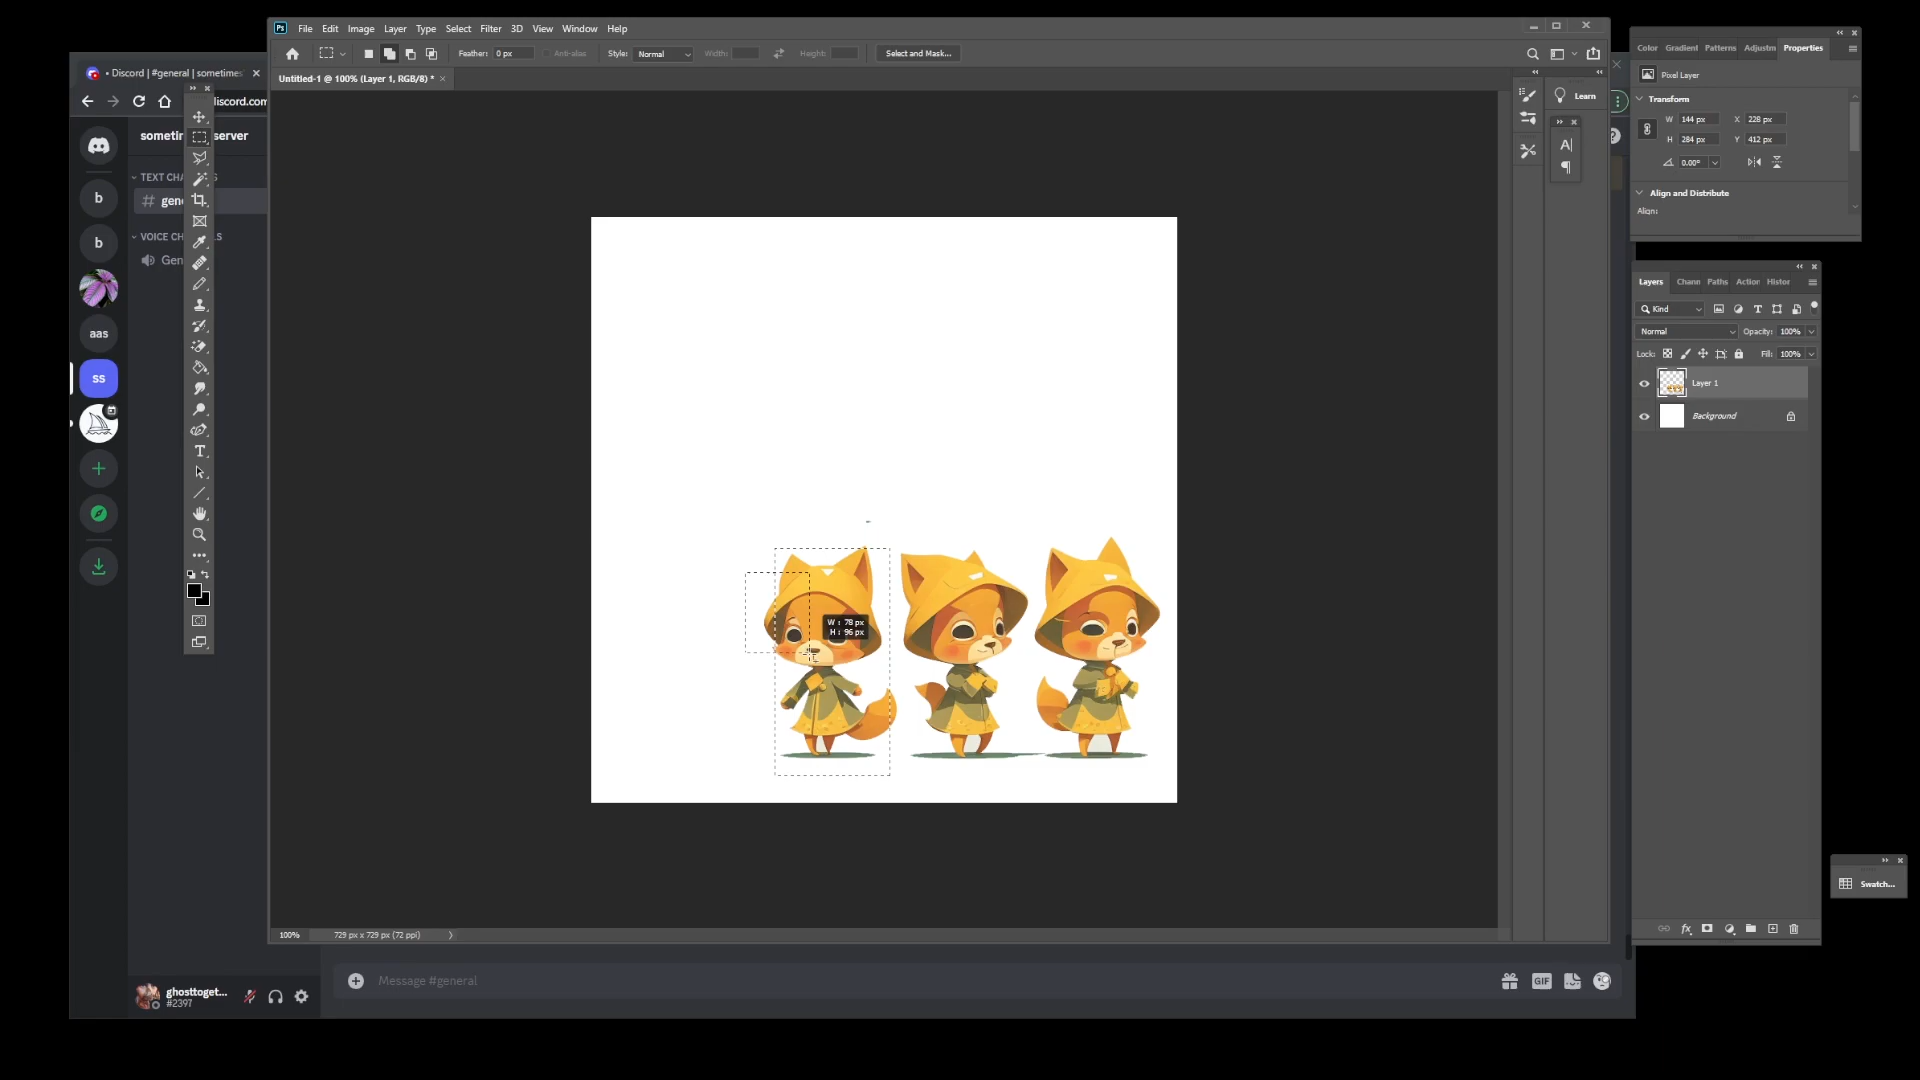 Discord | #general | sometimes
discord.com
server
TEXT CHA S
VOICE CH LS
b
b
aas
ss
ghosttoget...
#2397
Message #general
GIF
Ps
File Edit Image Layer Type Select Filter 3D View Window Help
Feather: 0 px Anti-alias Style: Normal Width: Height: Select and Mask...
Untitled-1 @ 100% (Layer 1, RGB/8) *
W : 78 px
H : 96 px
100% 729 px x 729 px (72 ppi)
Learn
Color Gradient Patterns Adjustm Properties
Pixel Layer
Transform
W 144 px X 228 px
H 284 px Y 412 px
0.00°
Align and Distribute
Align:
Layers Chann Paths Action Histor
Kind
Normal Opacity: 100%
Lock: Fill: 100%
Layer 1
Background
Swatch...